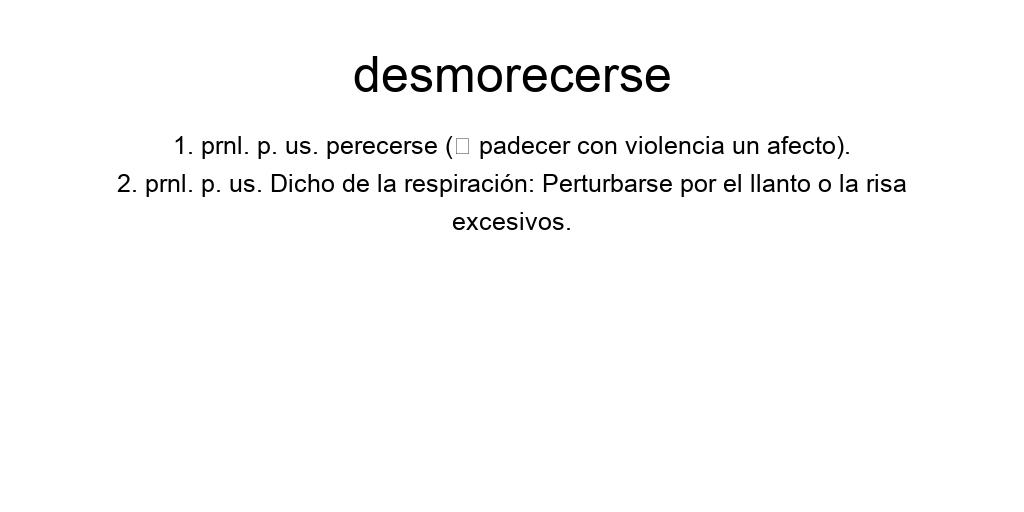 desmorecerse
1. prnl. p. us. perecerse (▯ padecer con violencia un afecto).
2. prnl. p. us. Dicho de la respiración: Perturbarse por el llanto o la risa
excesivos.